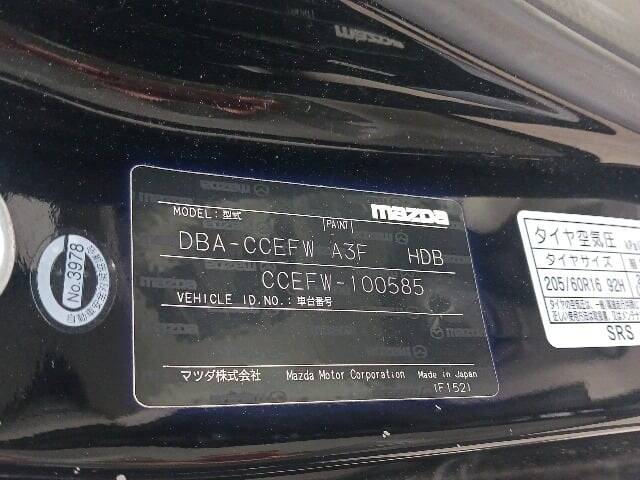 mazda
MODEL: 型式
PAINT
DBA-CCEFW A3F HDB
CCEFW-100585
VEHICLE ID.NO.: 車台番号
マツダ株式会社 Mazda Motor Corporation Made in Japan
(F152)
No.3978
タイヤ空気圧
タイヤサイズ
205/60R16 92H
SRS